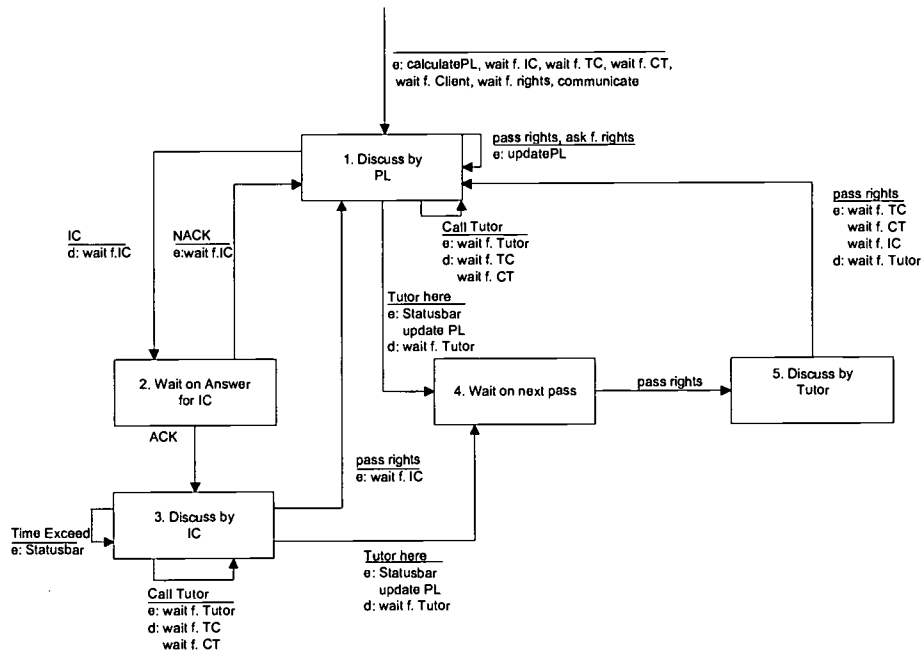 e: calculatePL, wait f. IC, wait f. TC, wait f. CT,
wait f. Client, wait f. rights, communicate
1. Discuss by
PL
pass rights, ask f. rights
e: updatePL
IC
d: wait f.IC
NACK
e:wait f.IC
Call Tutor
e: wait f. Tutor
d: wait f. TC
wait f. CT
pass rights
e: wait f. TC
wait f. CT
wait f. IC
d: wait f. Tutor
Tutor here
e: Statusbar
update PL
d: wait f. Tutor
2. Wait on Answer
for IC
4. Wait on next pass
pass rights
5. Discuss by
Tutor
ACK
pass rights
e: wait f. IC
3. Discuss by
IC
Time Exceed
e: Statusbar
Tutor here
e: Statusbar
update PL
d: wait f. Tutor
Call Tutor
e: wait f. Tutor
d: wait f. TC
wait f. CT